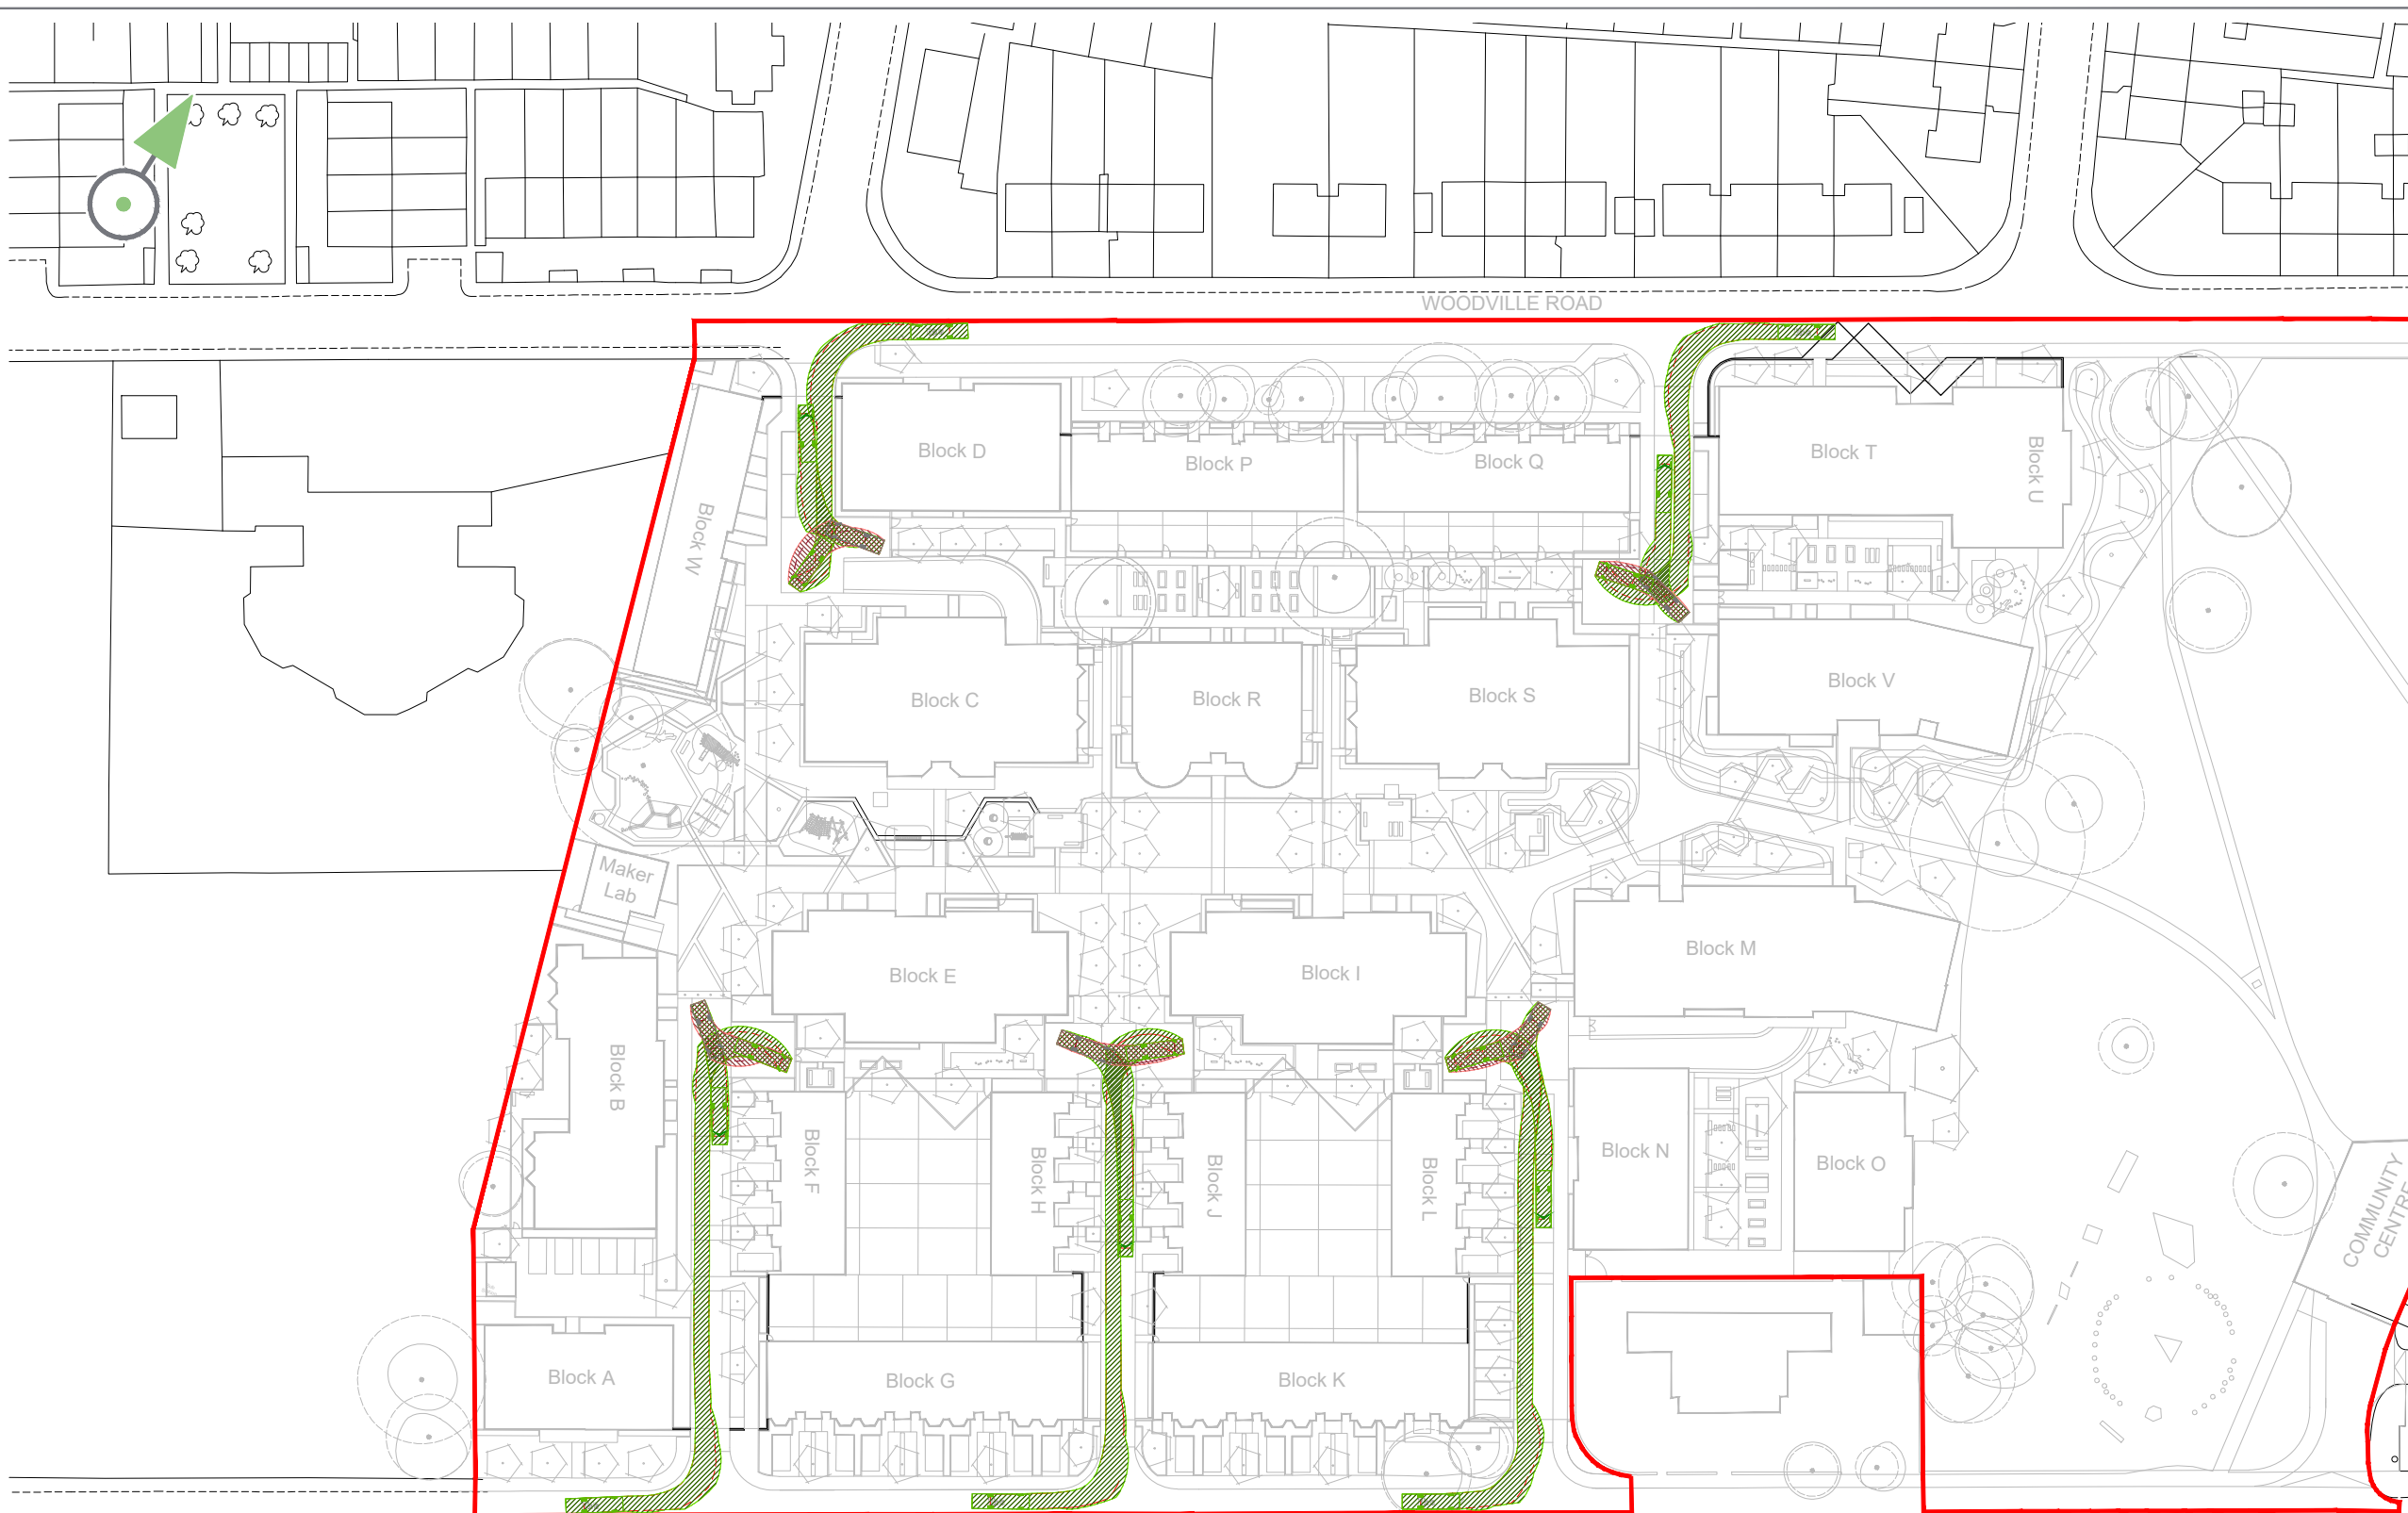 WOODVILLE ROAD
Block D
Block P
Block Q
Block T
Block U
Block W
Block C
Block R
Block S
Block V
Maker
Lab
Block E
Block I
Block M
Block B
Block F
Block H
Block J
Block L
Block N
Block O
COMMUNITY
CENTRE
Block A
Block G
Block K